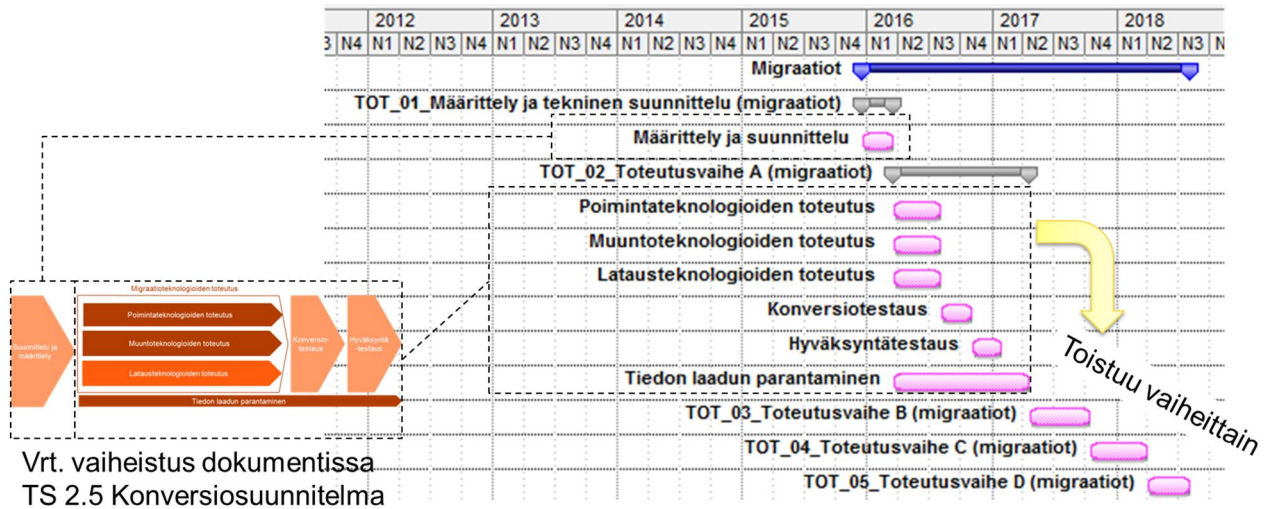 2012 2013 2014 2015 2016 2017 2018
3 N4 N1 N2 N3 N4 N1 N2 N3 N4 N1 N2 N3 N4 N1 N2 N3 N4 N1 N2 N3 N4 N1 N2 N3 N4 N1 N2 N3 N
Migraatiot
TOT_01_Määrittely ja tekninen suunnittelu (migraatiot)
Määrittely ja suunnittelu
TOT_02_Toteutusvaihe A (migraatiot)
Poimintateknologioiden toteutus
Muuntoteknologioiden toteutus
Latausteknologioiden toteutus
Konversiotestaus
Hyväksyntätestaus
Tiedon laadun parantaminen
TOT_03_Toteutusvaihe B (migraatiot)
TOT_04_Toteutusvaihe C (migraatiot)
TOT_05_Toteutusvaihe D (migraatiot)
Toistuu vaiheittain
Migraatioteknologioiden toteutus
Suunnittelu ja
määrittely
Poimintateknologioiden toteutus
Muuntoteknologioiden toteutus
Latausteknologioiden toteutus
Konversio-
testaus
Hyväksyntä
-testaus
Tiedon laadun parantaminen
Vrt. vaiheistus dokumentissa
TS 2.5 Konversiosuunnitelma